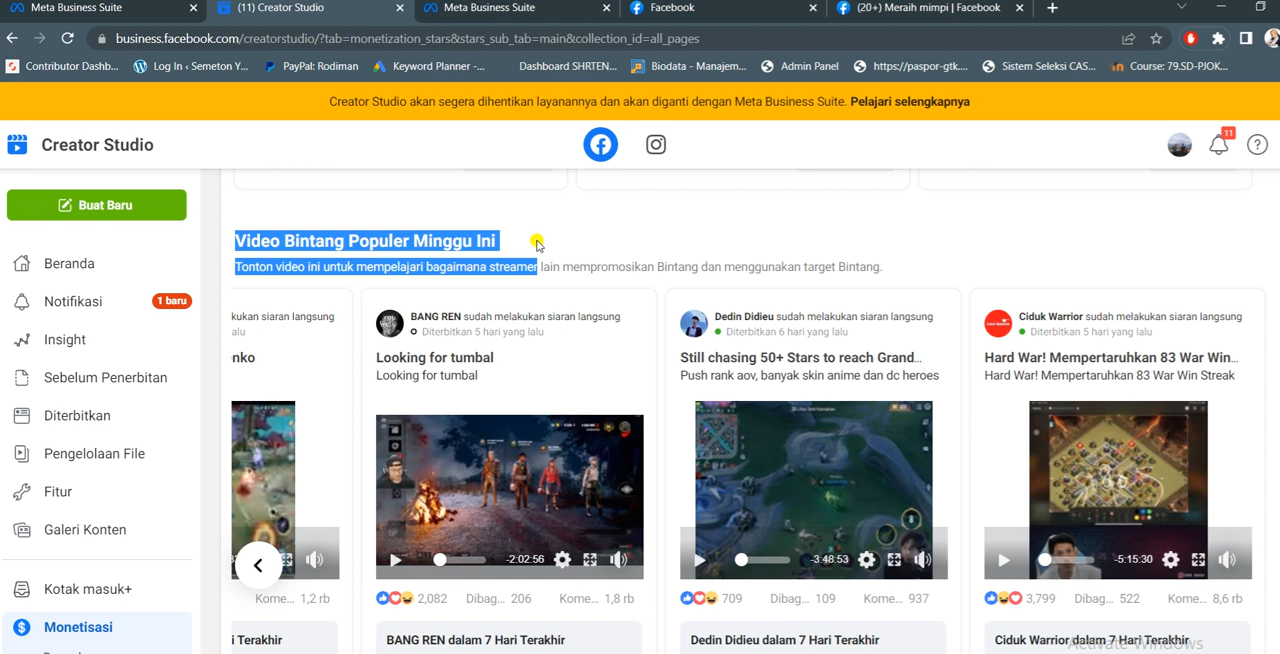 Meta Business Suite
(11) Creator Studio
Meta Business Suite
Facebook
(20+) Meraih mimpi | Facebook
business.facebook.com/creatorstudio/?tab=monetization_stars&stars_sub_tab=main&collection_id=all_pages
Contributor Dashb...
Log In ‹ Semeton Y...
PayPal: Rodiman
Keyword Planner -...
Dashboard SHRTEN...
Biodata - Manajem...
Admin Panel
https://paspor-gtk....
Sistem Seleksi CAS...
Course: 79.SD-PJOK...
Creator Studio akan segera dihentikan layanannya dan akan diganti dengan Meta Business Suite. Pelajari selengkapnya
Creator Studio
11
Buat Baru
Beranda
Notifikasi
1 baru
Insight
Sebelum Penerbitan
Diterbitkan
Pengelolaan File
Fitur
Galeri Konten
Kotak masuk+
Monetisasi
Video Bintang Populer Minggu Ini
Tonton video ini untuk mempelajari bagaimana streamer lain mempromosikan Bintang dan menggunakan target Bintang.
kukan siaran langsung
alu
nko
Kome... 1,2 rb
i Terakhir
BANG REN sudah melakukan siaran langsung
Diterbitkan 5 hari yang lalu
Looking for tumbal
Looking for tumbal
-2:02:56
2,082
Dibag... 206
Kome... 1,8 rb
BANG REN dalam 7 Hari Terakhir
Dedin Didieu sudah melakukan siaran langsung
Diterbitkan 6 hari yang lalu
Still chasing 50+ Stars to reach Grand...
Push rank aov, banyak skin anime dan dc heroes
-3:48:53
709
Dibag... 109
Kome... 937
Dedin Didieu dalam 7 Hari Terakhir
Ciduk Warrior sudah melakukan siaran langsung
Diterbitkan 5 hari yang lalu
Hard War! Mempertaruhkan 83 War Win...
Hard War! Mempertaruhkan 83 War Win Streak
-5:15:30
3,799
Dibag... 522
Kome... 8,6 rb
Ciduk Warrior dalam 7 Hari Terakhir
Activate Windows